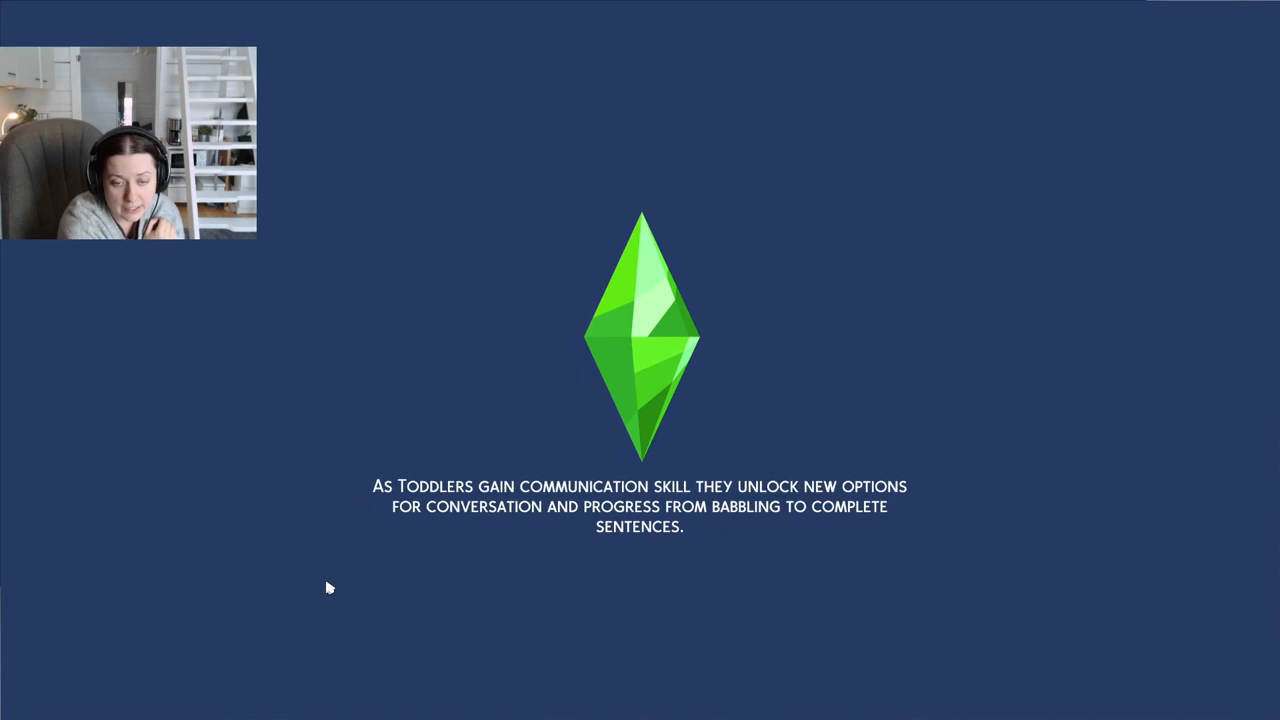 As Toddlers gain communication skill they unlock new options
for conversation and progress from babbling to complete
sentences.